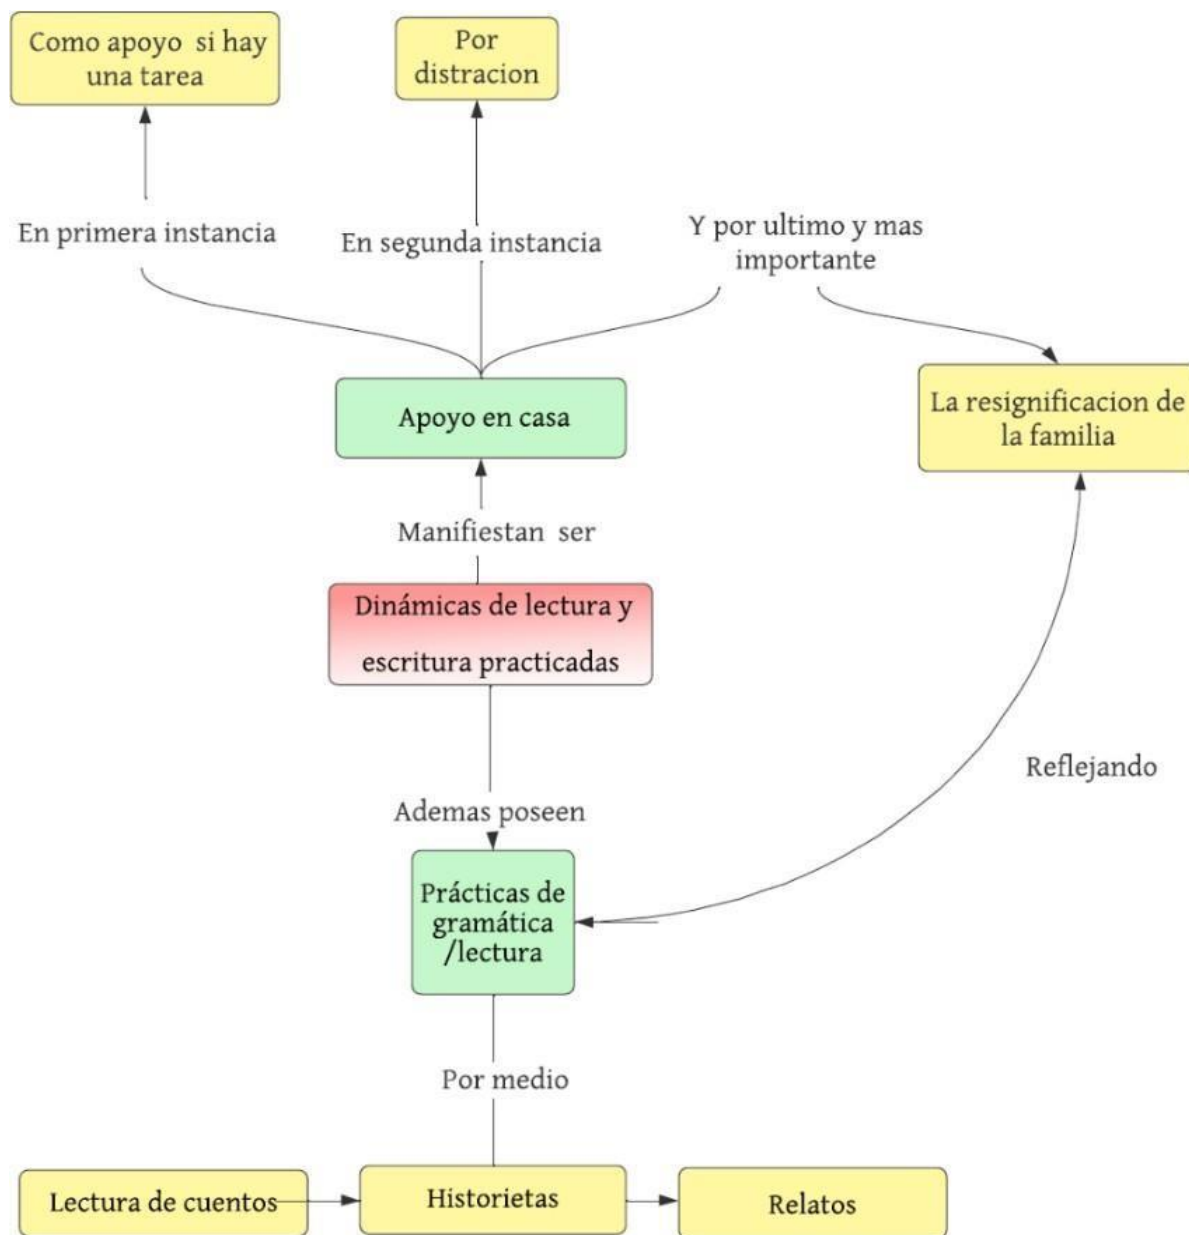 Como apoyo si hay
una tarea
Por
distracion
En primera instancia
En segunda instancia
Y por ultimo y mas
importante
Apoyo en casa
La resignificacion de
la familia
Manifiestan ser
Dinámicas de lectura y
escritura practicadas
Reflejando
Ademas poseen
Prácticas de
gramática
/lectura
Por medio
Lectura de cuentos
Historietas
Relatos